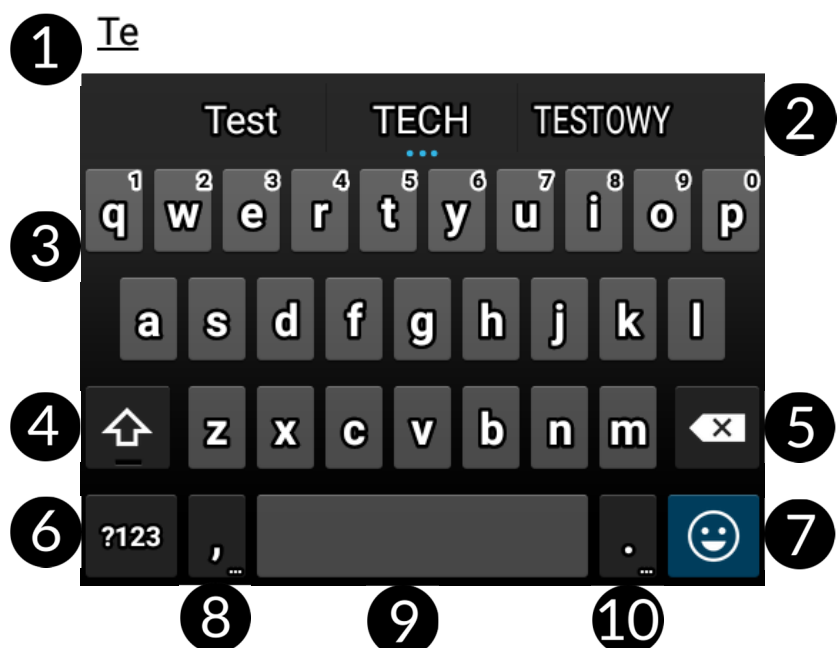 1 Te
Test TECH TESTOWY 2
1 2 3 4 5 6 7 8 9 0
3 q w e r t y u i o p
a s d f g h j k l
4 z x c v b n m 5
6 ?123 , . 7
8 9 10